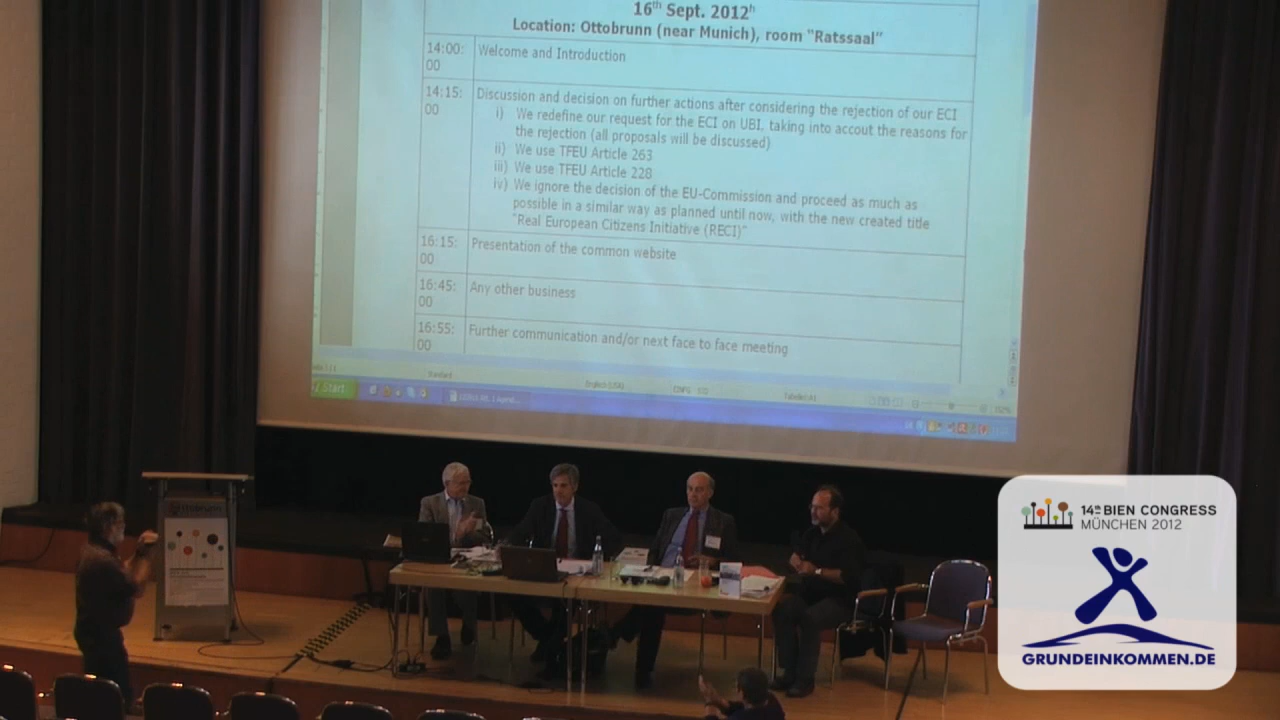 16th Sept. 2012h
Location: Ottobrunn (near Munich), room "Ratssaal"
14:00:
00
Welcome and Introduction
14:15:
00
Discussion and decision on further actions after considering the rejection of our ECI
i) We redefine our request for the ECI on UBI, taking into accout the reasons for
the rejection (all proposals will be discussed)
ii) We use TFEU Article 263
iii) We use TFEU Article 228
iv) We ignore the decision of the EU-Commission and proceed as much as
possible in a similar way as planned until now, with the new created title
"Real European Citizens Initiative (RECI)"
16:15:
00
Presentation of the common website
16:45:
00
Any other business
16:55:
00
Further communication and/or next face to face meeting
Standard
English (USA)
Start
ottobrunn
14th BIEN CONGRESS
MÜNCHEN 2012
GRUNDEINKOMMEN.DE